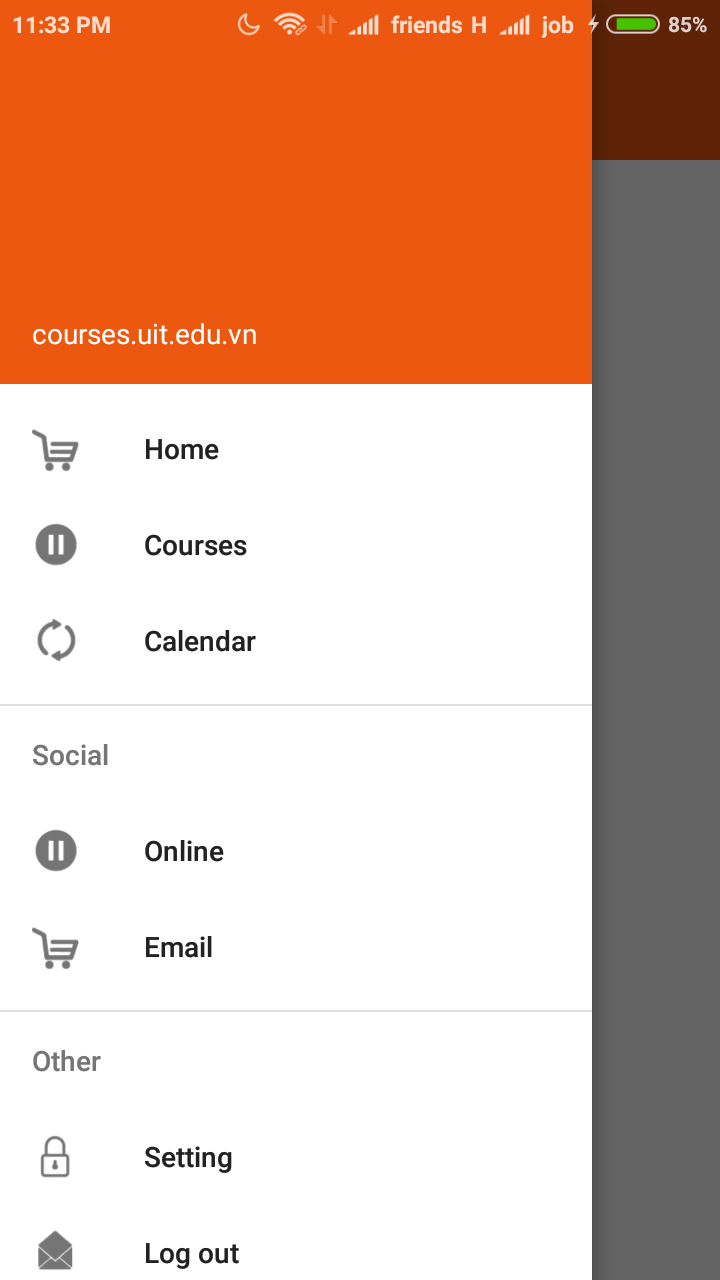 11:33 PM friends H job 85%
courses.uit.edu.vn
Home
Courses
Calendar
Social
Online
Email
Other
Setting
Log out